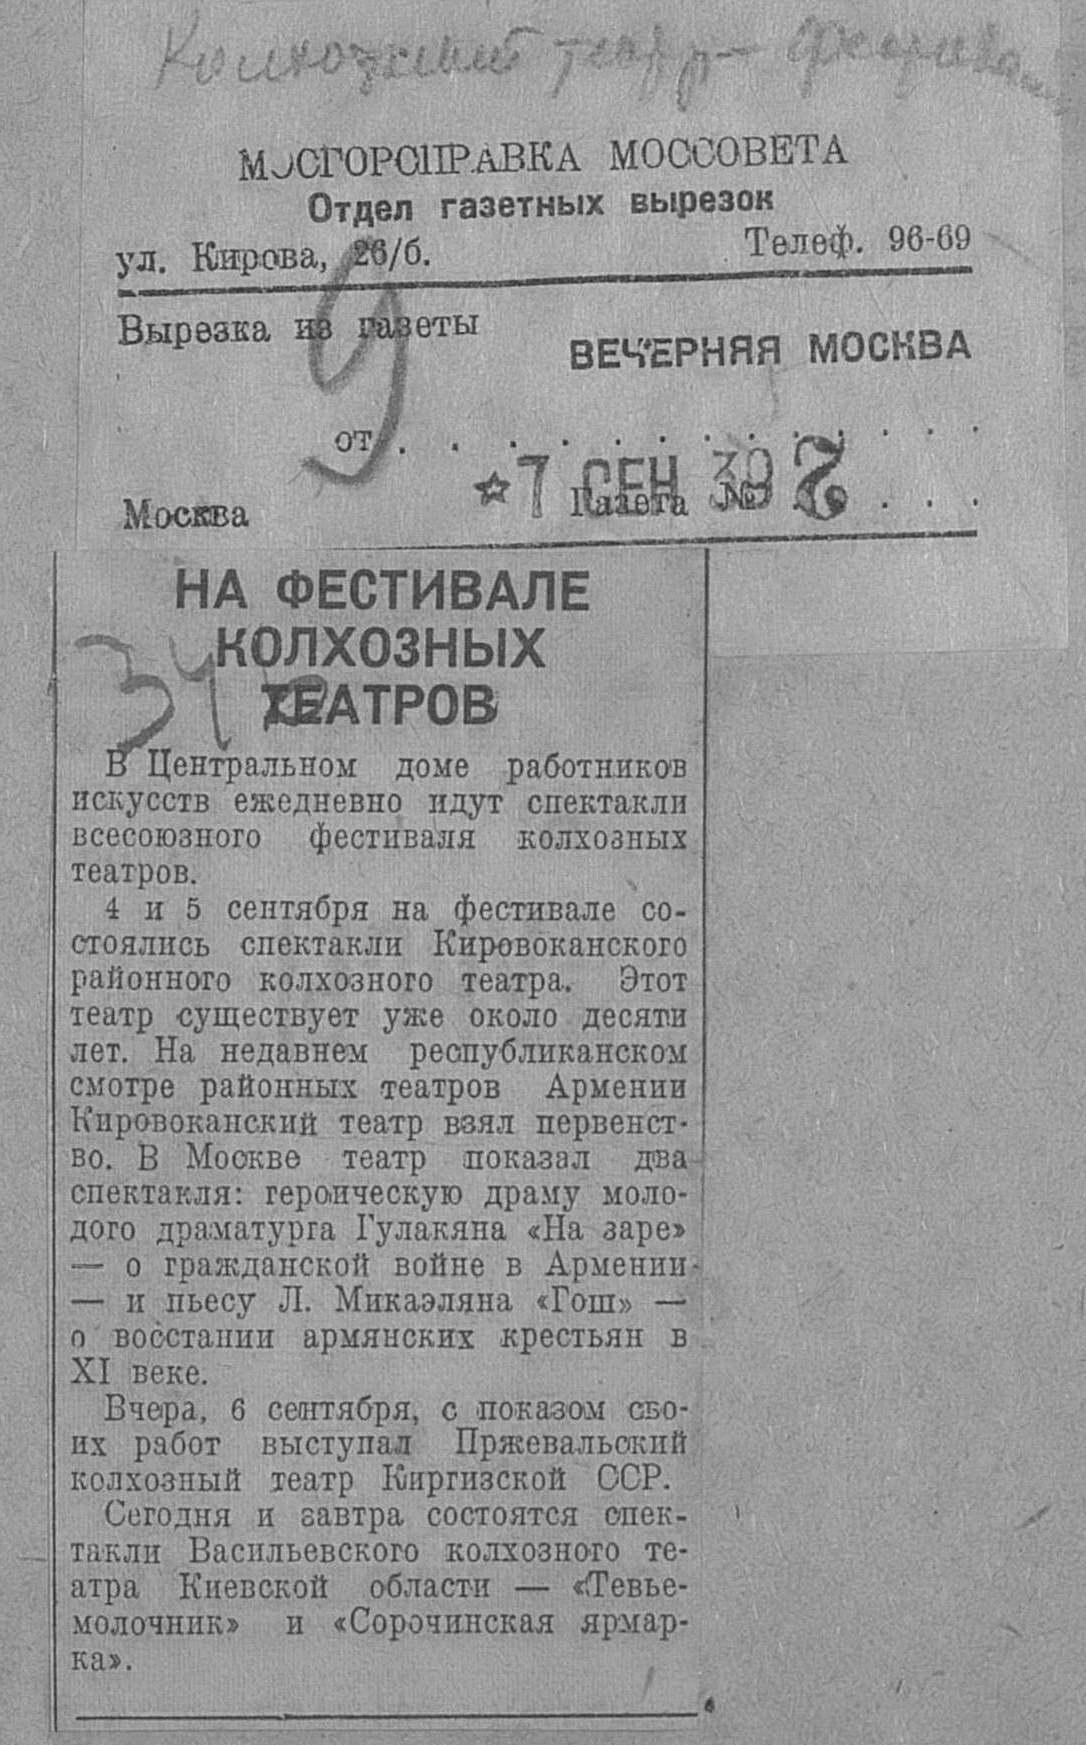 Колхозный театр — фестиваль
МОСГОРСПРАВКА МОССОВЕТА
Отдел газетных вырезок
ул. Кирова, 26/б. Телеф. 96-69
Вырезка из газеты
ВЕЧЕРНЯЯ МОСКВА
9
от . . . . . . . . . . .
7 СЕН 39
Москва Газета № . . .
НА ФЕСТИВАЛЕ
КОЛХОЗНЫХ
ТЕАТРОВ
В Центральном доме работников
искусств ежедневно идут спектакли
всесоюзного фестиваля колхозных
театров.
4 и 5 сентября на фестивале со-
стоялись спектакли Кировоканского
районного колхозного театра. Этот
театр существует уже около десяти
лет. На недавнем республиканском
смотре районных театров Армении
Кировоканский театр взял первенст-
во. В Москве театр показал два
спектакля: героическую драму моло-
дого драматурга Гулакяна «На заре»
— о гражданской войне в Армении
— и пьесу Л. Микаэляна «Гош» —
о восстании армянских крестьян в
XI веке.
Вчера, 6 сентября, с показом сво-
их работ выступал Пржевальский
колхозный театр Киргизской ССР.
Сегодня и завтра состоятся спек-
такли Васильевского колхозного те-
атра Киевской области — «Тевье-
молочник» и «Сорочинская ярмар-
ка».